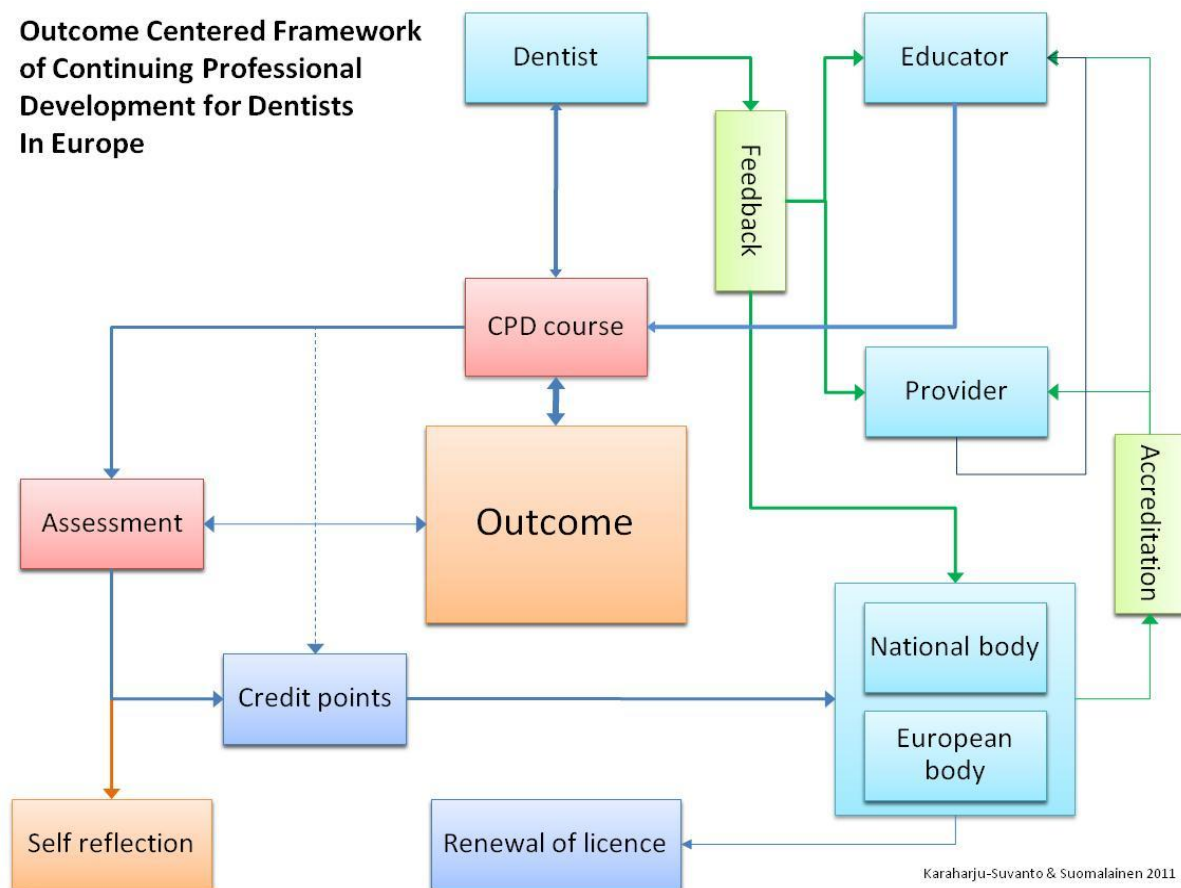 Outcome Centered Framework
of Continuing Professional
Development for Dentists
In Europe
Dentist
Educator
Feedback
CPD course
Provider
Accreditation
Assessment
Outcome
National body
Credit points
European
body
Self reflection
Renewal of licence
Karaharju-Suvanto & Suomalainen 2011